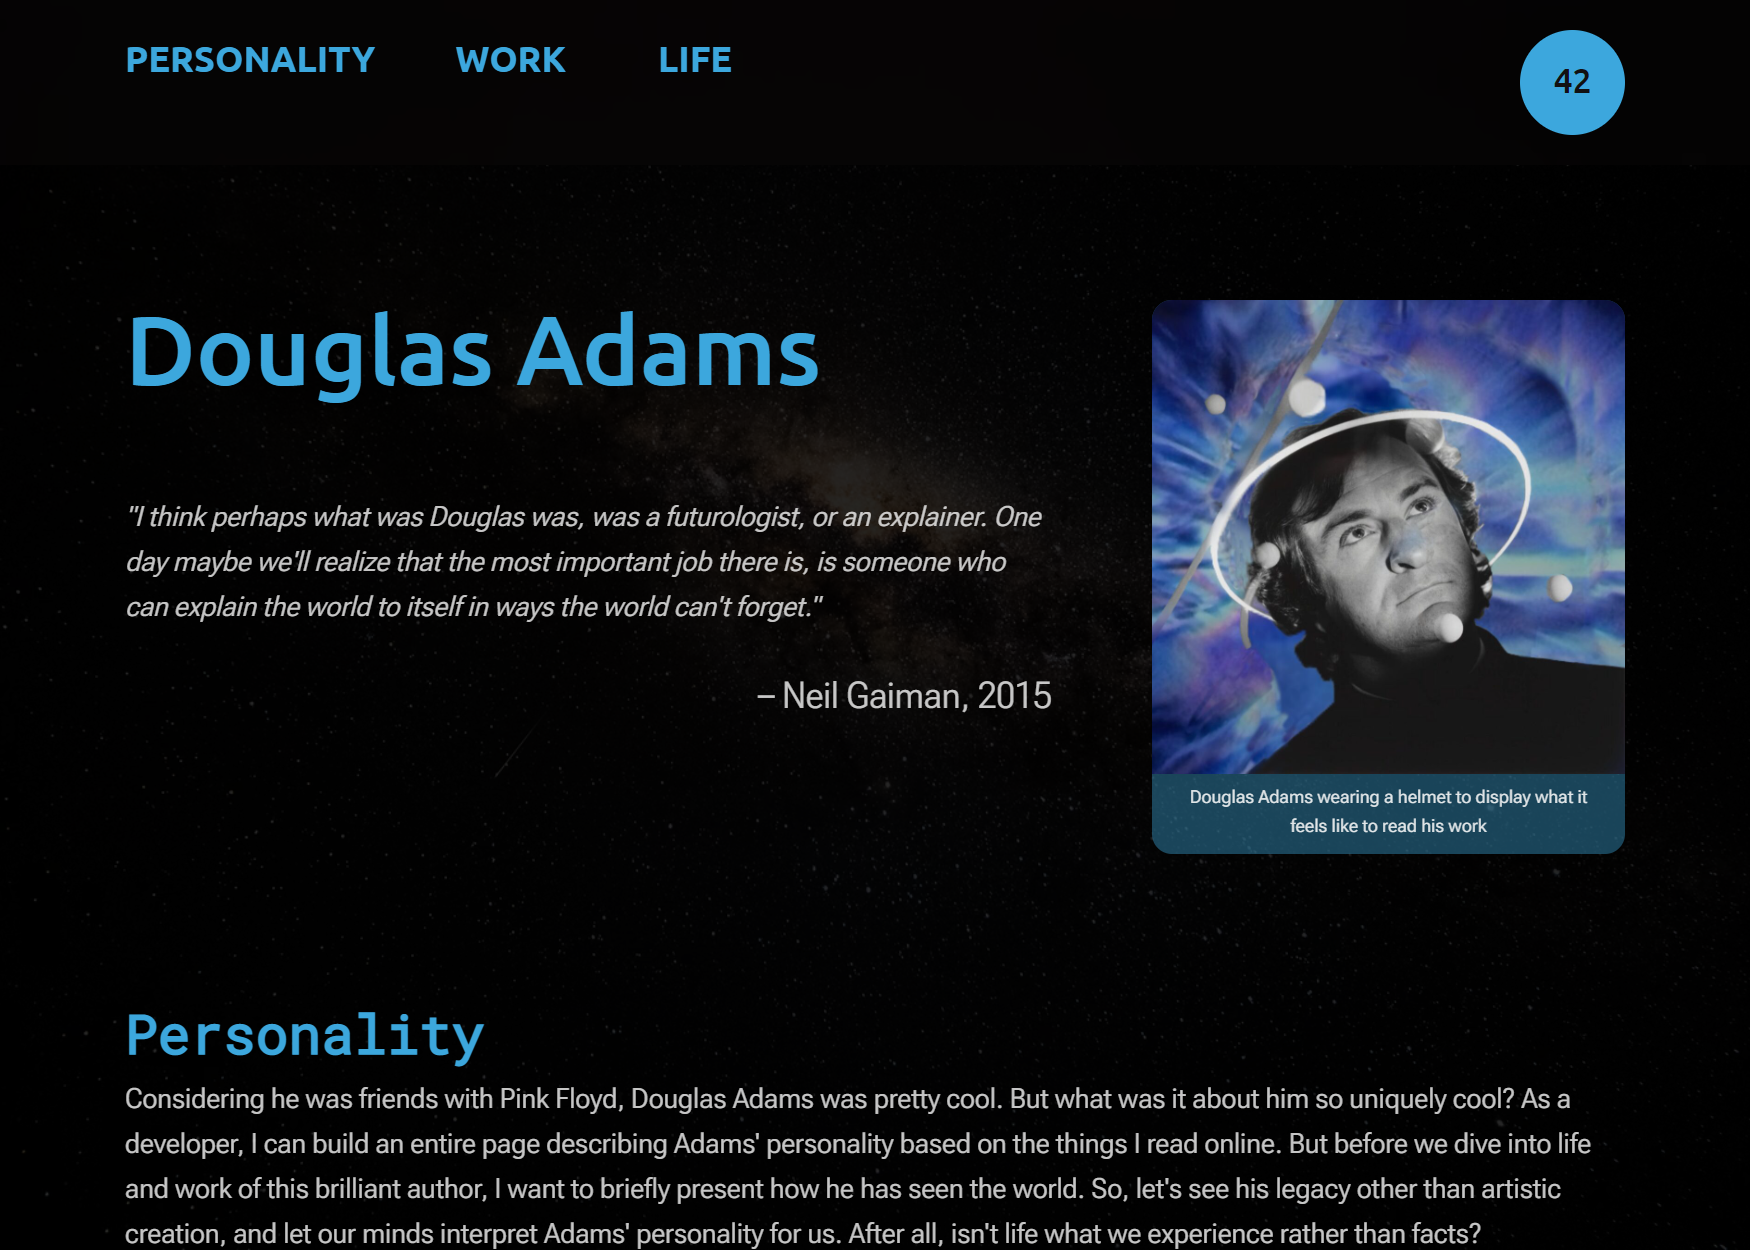 PERSONALITY WORK LIFE
42
Douglas Adams
"I think perhaps what was Douglas was, was a futurologist, or an explainer. One
day maybe we'll realize that the most important job there is, is someone who
can explain the world to itself in ways the world can't forget."
– Neil Gaiman, 2015
Douglas Adams wearing a helmet to display what it
feels like to read his work
Personality
Considering he was friends with Pink Floyd, Douglas Adams was pretty cool. But what was it about him so uniquely cool? As a
developer, I can build an entire page describing Adams' personality based on the things I read online. But before we dive into life
and work of this brilliant author, I want to briefly present how he has seen the world. So, let's see his legacy other than artistic
creation, and let our minds interpret Adams' personality for us. After all, isn't life what we experience rather than facts?